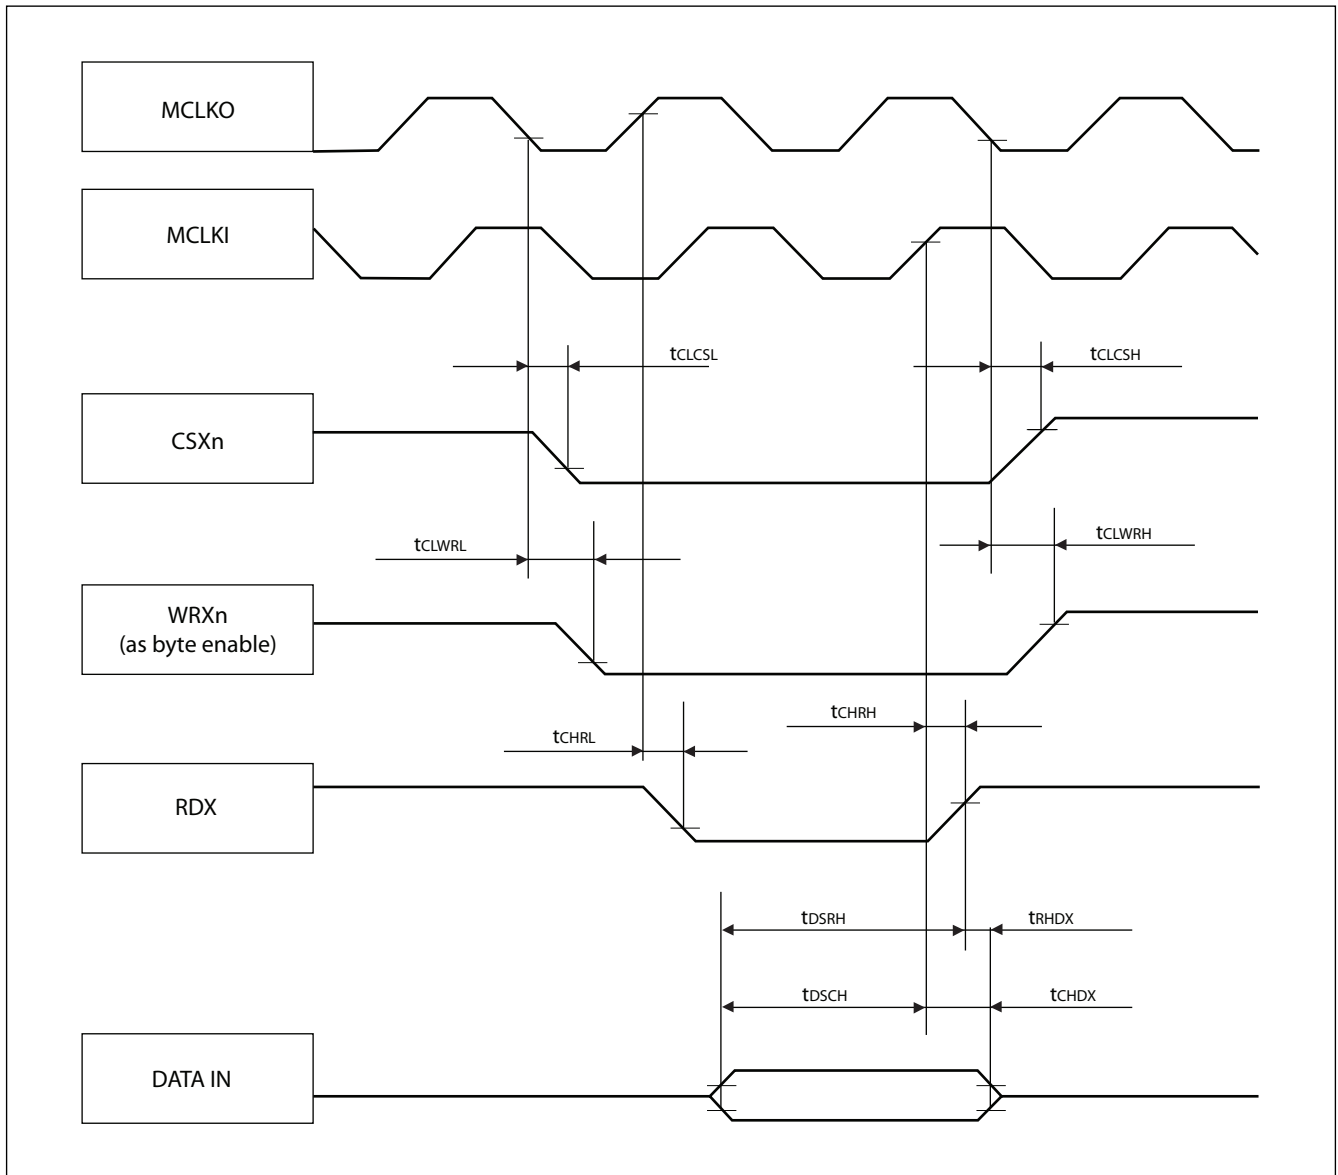 MCLKO
MCLKI
tCLCSL
tCLCSH
CSXn
tCLWRL
tCLWRH
WRXn
(as byte enable)
tCHRH
tCHRL
RDX
tDSRH
tRHDX
tDSCH
tCHDX
DATA IN